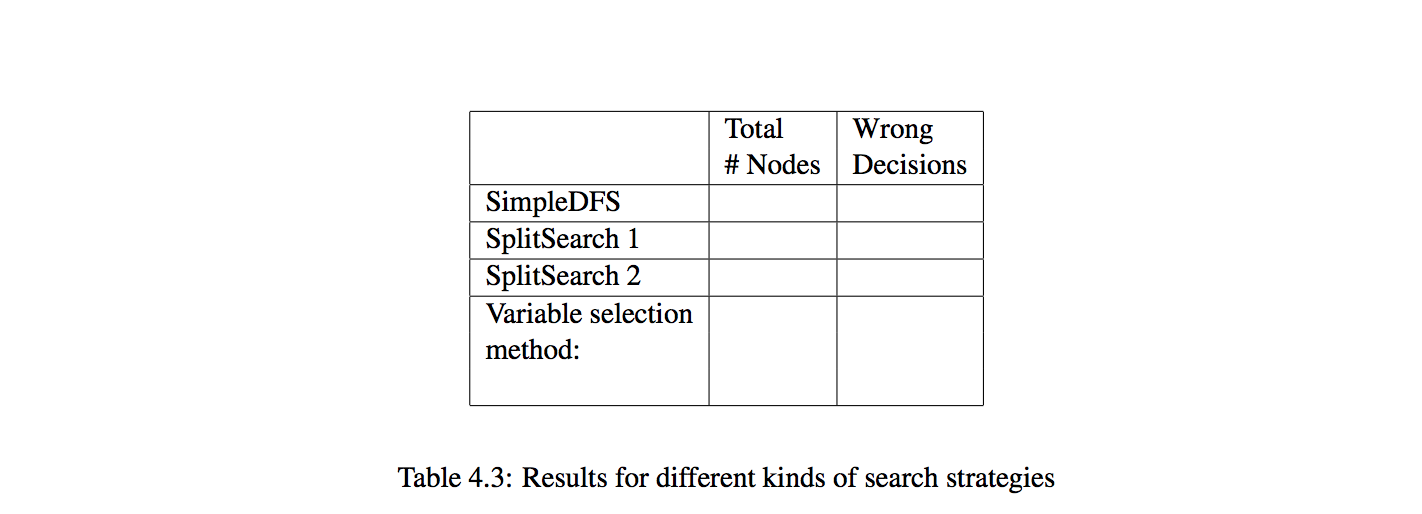 Total
# Nodes
Wrong
Decisions
SimpleDFS
SplitSearch 1
SplitSearch 2
Variable selection
method:
Table 4.3: Results for different kinds of search strategies